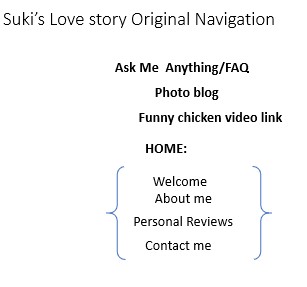 Suki's Love story Original Navigation
Ask Me Anything/FAQ
Photo blog
Funny chicken video link
HOME:
Welcome
About me
Personal Reviews
Contact me